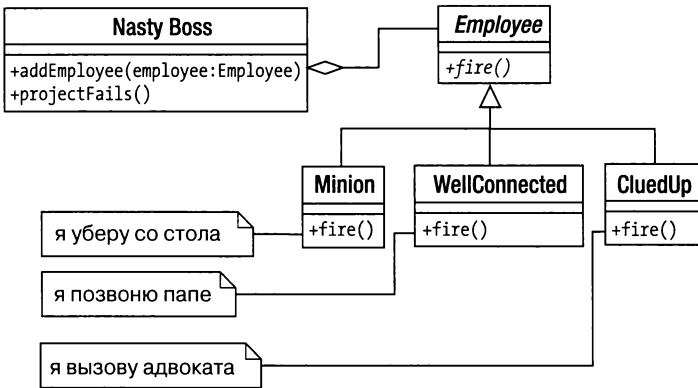 Nasty Boss
+addEmployee(employee:Employee)
+projectFails()
Employee
+fire()
Minion
+fire()
WellConnected
+fire()
CluedUp
+fire()
я уберу со стола
я позвоню папе
я вызову адвоката